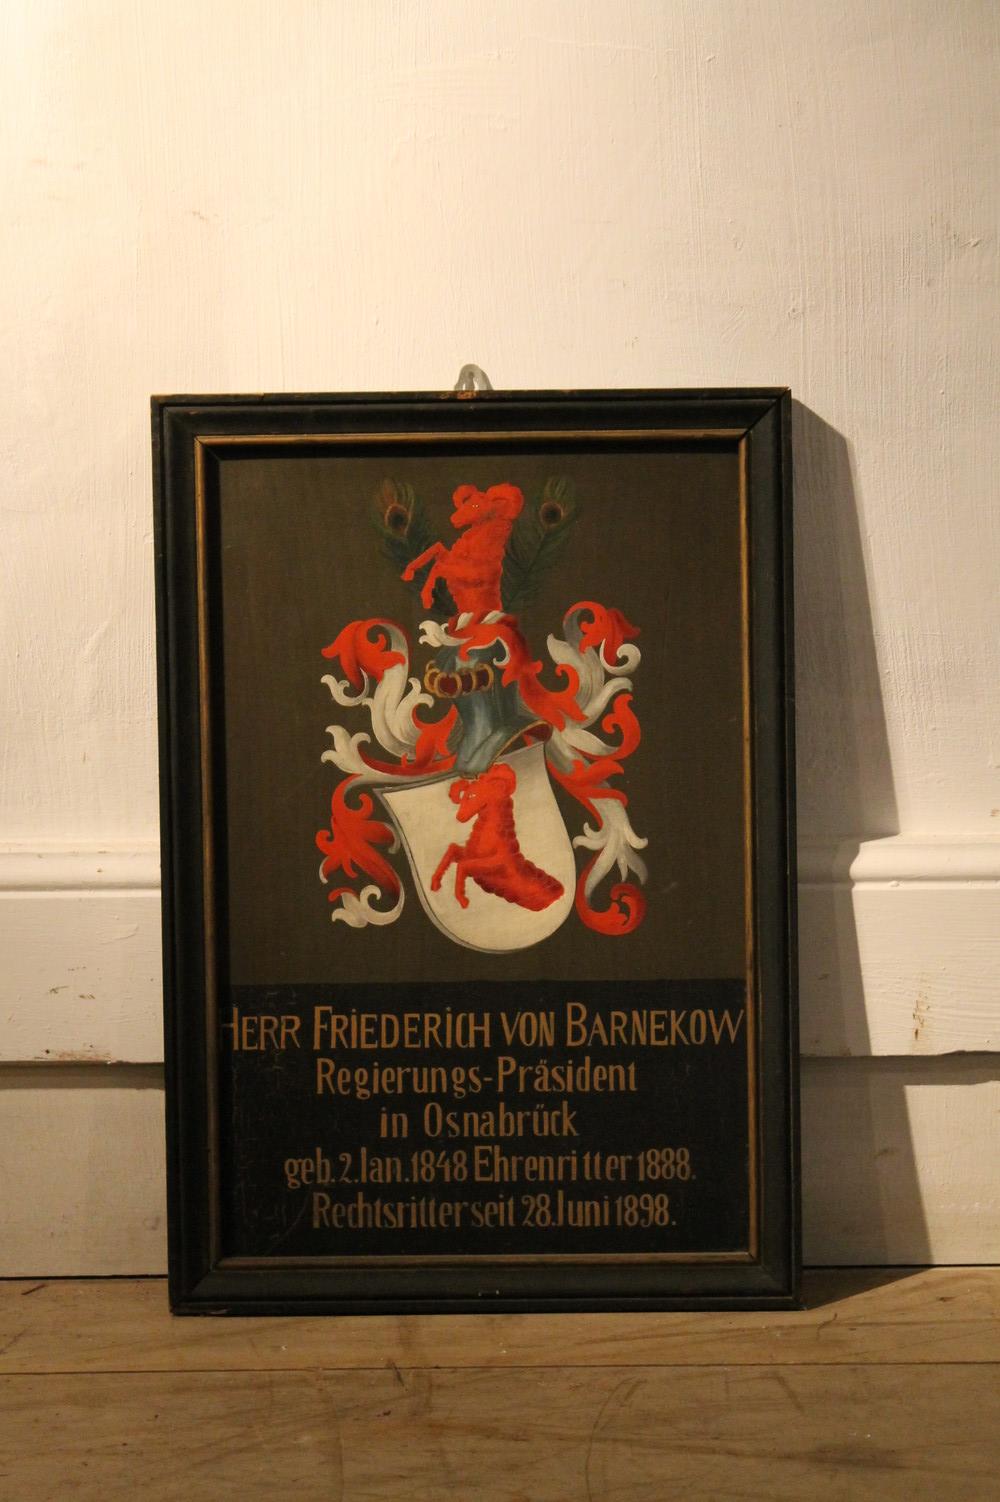 HERR FRIEDERiCH VON BARNEKOW
Regierungs-Präsident
in Osnabrück
geb. 2. Jan. 1848 Ehrenritter 1888.
Rechtsritter seit 28. Juni 1898.